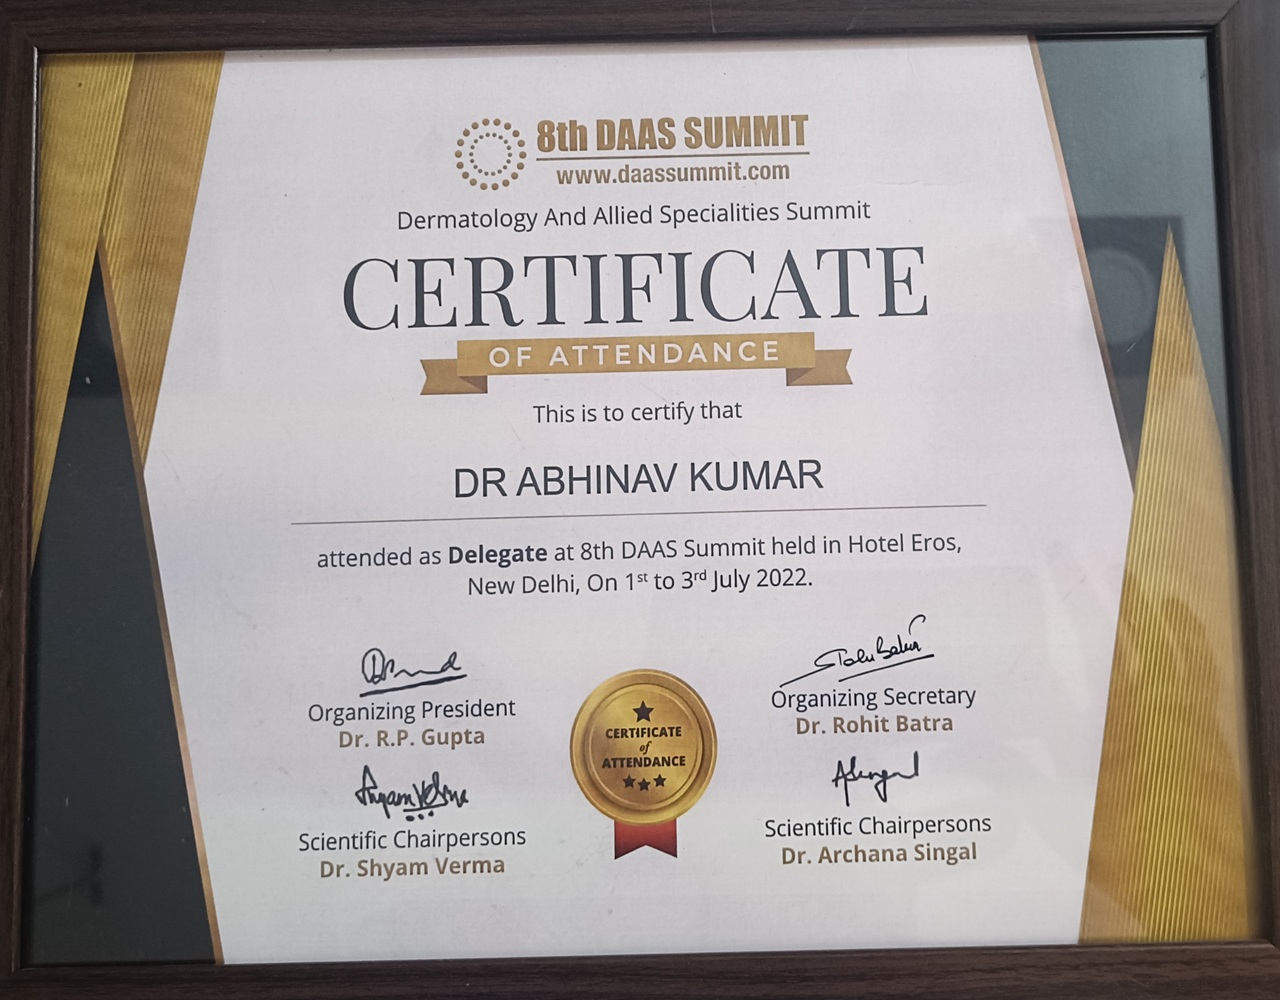 8th DAAS SUMMIT
www.daassummit.com
Dermatology And Allied Specialities Summit
CERTIFICATE
OF ATTENDANCE
This is to certify that
DR ABHINAV KUMAR
attended as Delegate at 8th DAAS Summit held in Hotel Eros,
New Delhi, On 1st to 3rd July 2022.
Organizing President
Dr. R.P. Gupta
Organizing Secretary
Dr. Rohit Batra
CERTIFICATE
of
ATTENDANCE
Shyam Verma
Scientific Chairpersons
Dr. Shyam Verma
Scientific Chairpersons
Dr. Archana Singal